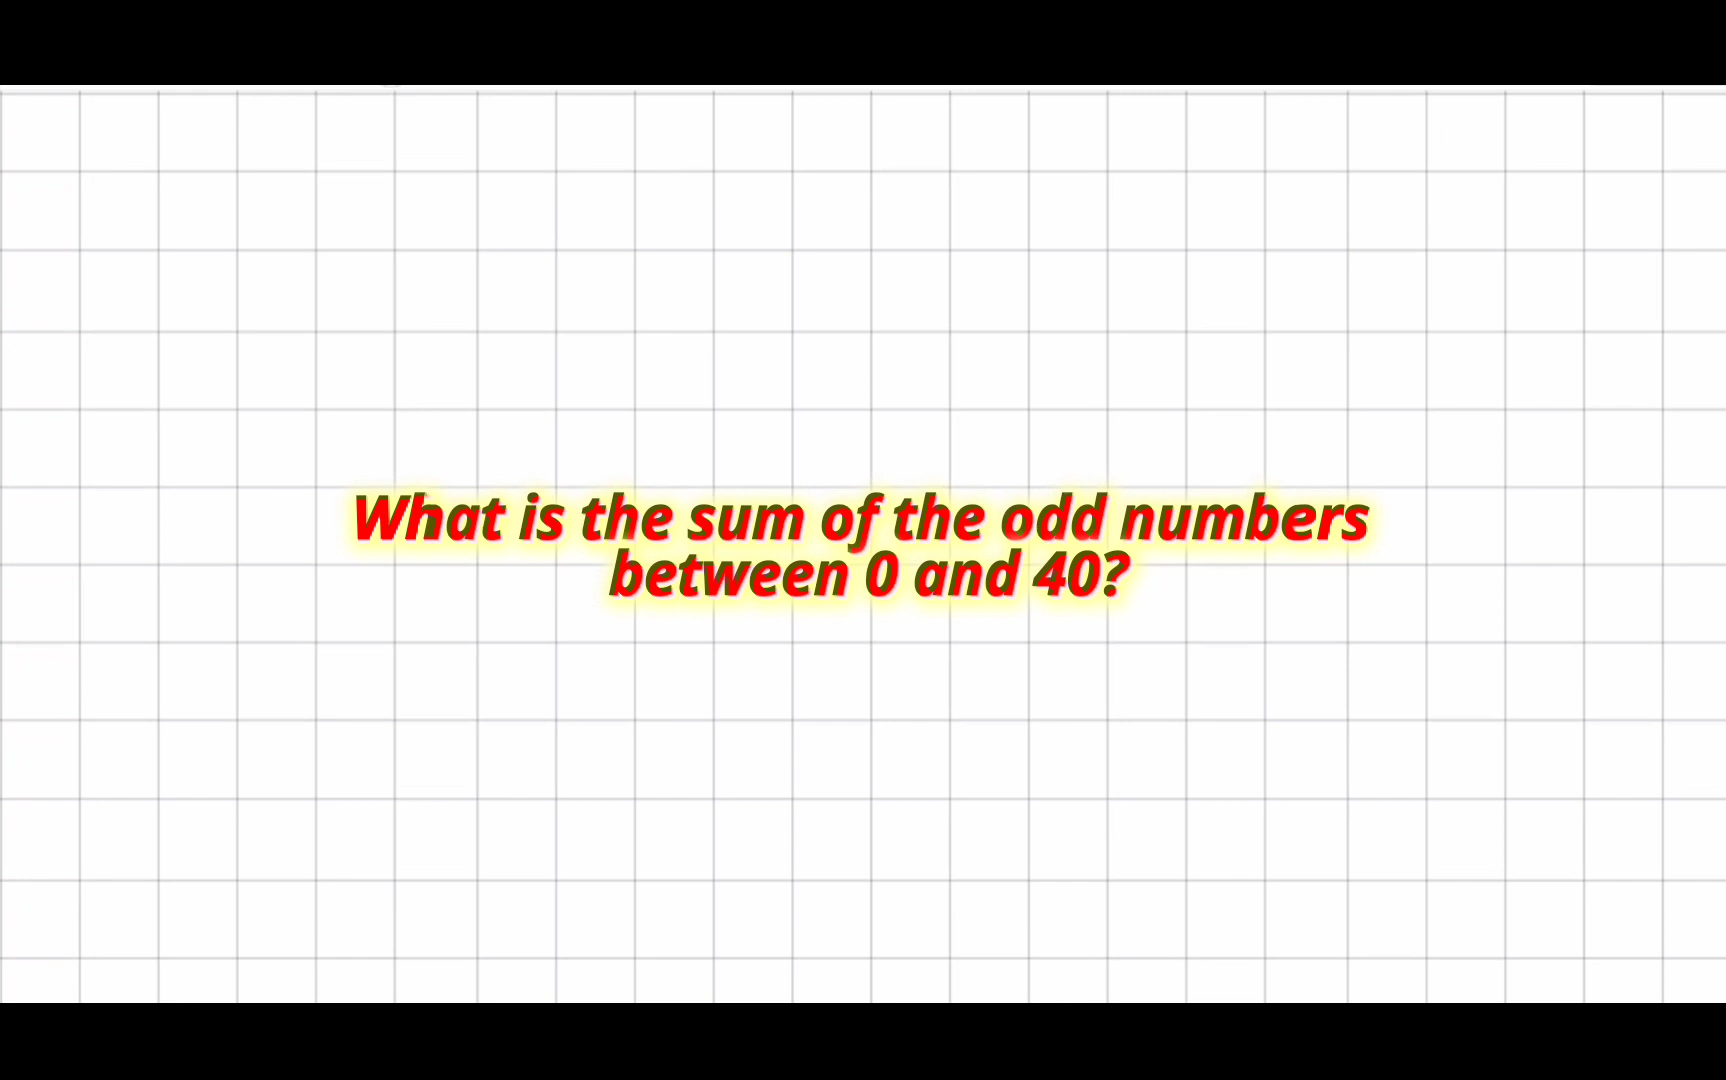 What is the sum of the odd numbers
between 0 and 40?